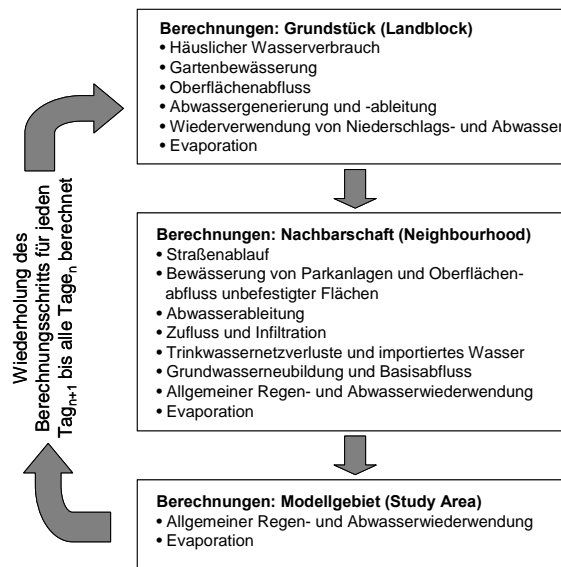 Berechnungen: Grundstück (Landblock)
• Häuslicher Wasserverbrauch
• Gartenbewässerung
• Oberflächenabfluss
• Abwassergenerierung und -ableitung
• Wiederverwendung von Niederschlags- und Abwasser
• Evaporation
Wiederholung des
Berechnungsschritts für jeden
Tagₙ₊₁ bis alle Tageₙ berechnet
Berechnungen: Nachbarschaft (Neighbourhood)
• Straßenablauf
• Bewässerung von Parkanlagen und Oberflächen-
abfluss unbefestigter Flächen
• Abwasserableitung
• Zufluss und Infiltration
• Trinkwassernetzverluste und importiertes Wasser
• Grundwasserneubildung und Basisabfluss
• Allgemeiner Regen- und Abwasserwiederwendung
• Evaporation
Berechnungen: Modellgebiet (Study Area)
• Allgemeiner Regen- und Abwasserwiederwendung
• Evaporation